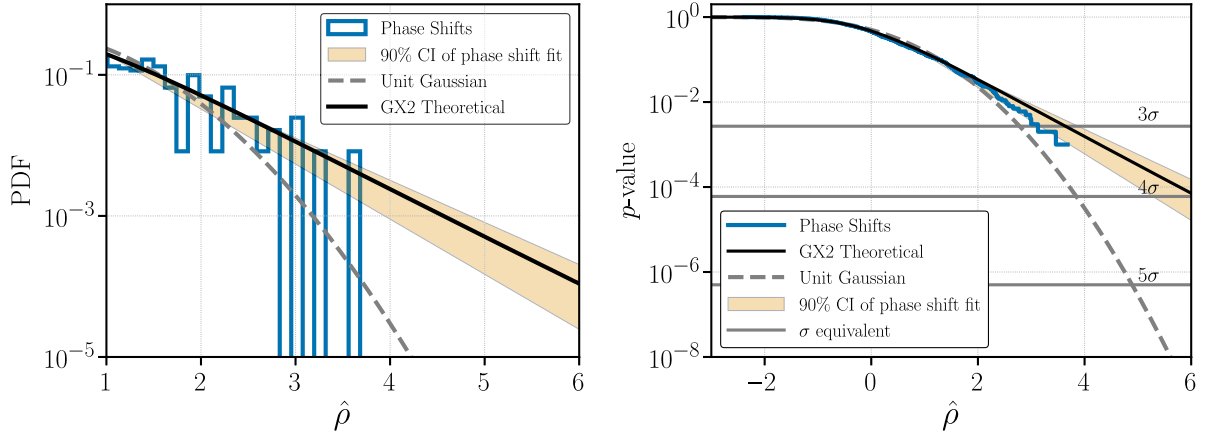 Phase Shifts
90% CI of phase shift fit
Unit Gaussian
GX2 Theoretical
10⁻¹
10⁻³
10⁻⁵
PDF
1 2 3 4 5 6
ρ̂
10⁰
10⁻²
10⁻⁴
10⁻⁶
10⁻⁸
p-value
3σ
4σ
5σ
Phase Shifts
GX2 Theoretical
Unit Gaussian
90% CI of phase shift fit
σ equivalent
−2 0 2 4 6
ρ̂